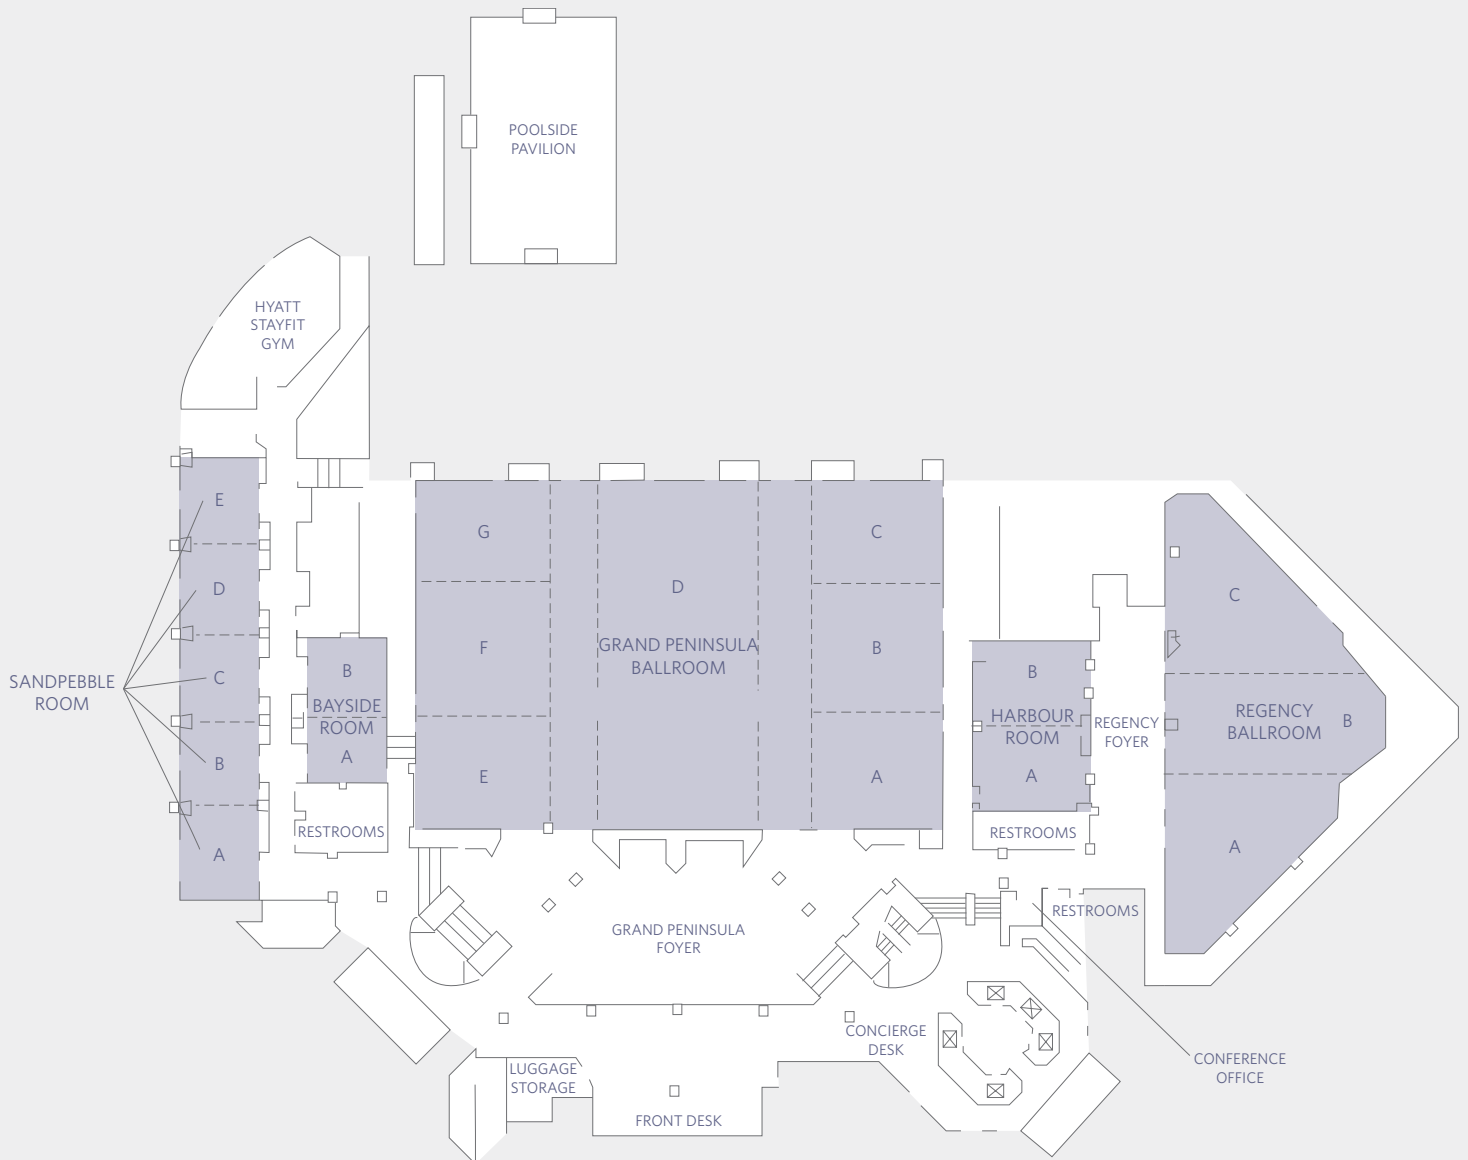 POOLSIDE
PAVILION
HYATT
STAYFIT
GYM
E
D
C
B
A
SANDPEBBLE
ROOM
B
BAYSIDE
ROOM
A
RESTROOMS
G
F
E
D
GRAND PENINSULA
BALLROOM
C
B
A
B
HARBOUR
ROOM
A
RESTROOMS
REGENCY
FOYER
C
REGENCY
BALLROOM
B
A
GRAND PENINSULA
FOYER
RESTROOMS
CONCIERGE
DESK
CONFERENCE
OFFICE
LUGGAGE
STORAGE
FRONT DESK